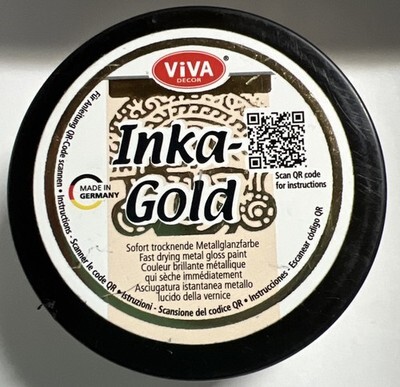 ViVA
DECOR
Inka-
Gold
Scan QR code
for instructions
MADE IN
GERMANY
Sofort trocknende Metallglanzfarbe
Fast drying metal gloss paint
Couleur brillante métallique
qui sèche immédiatement
Asciugatura istantanea metallo
lucido della vernice
Für Anleitung QR-Code scannen • Instructions - Scanner le code QR • Istruzioni - Scansione del codice QR • Instrucciones - Escanear código QR